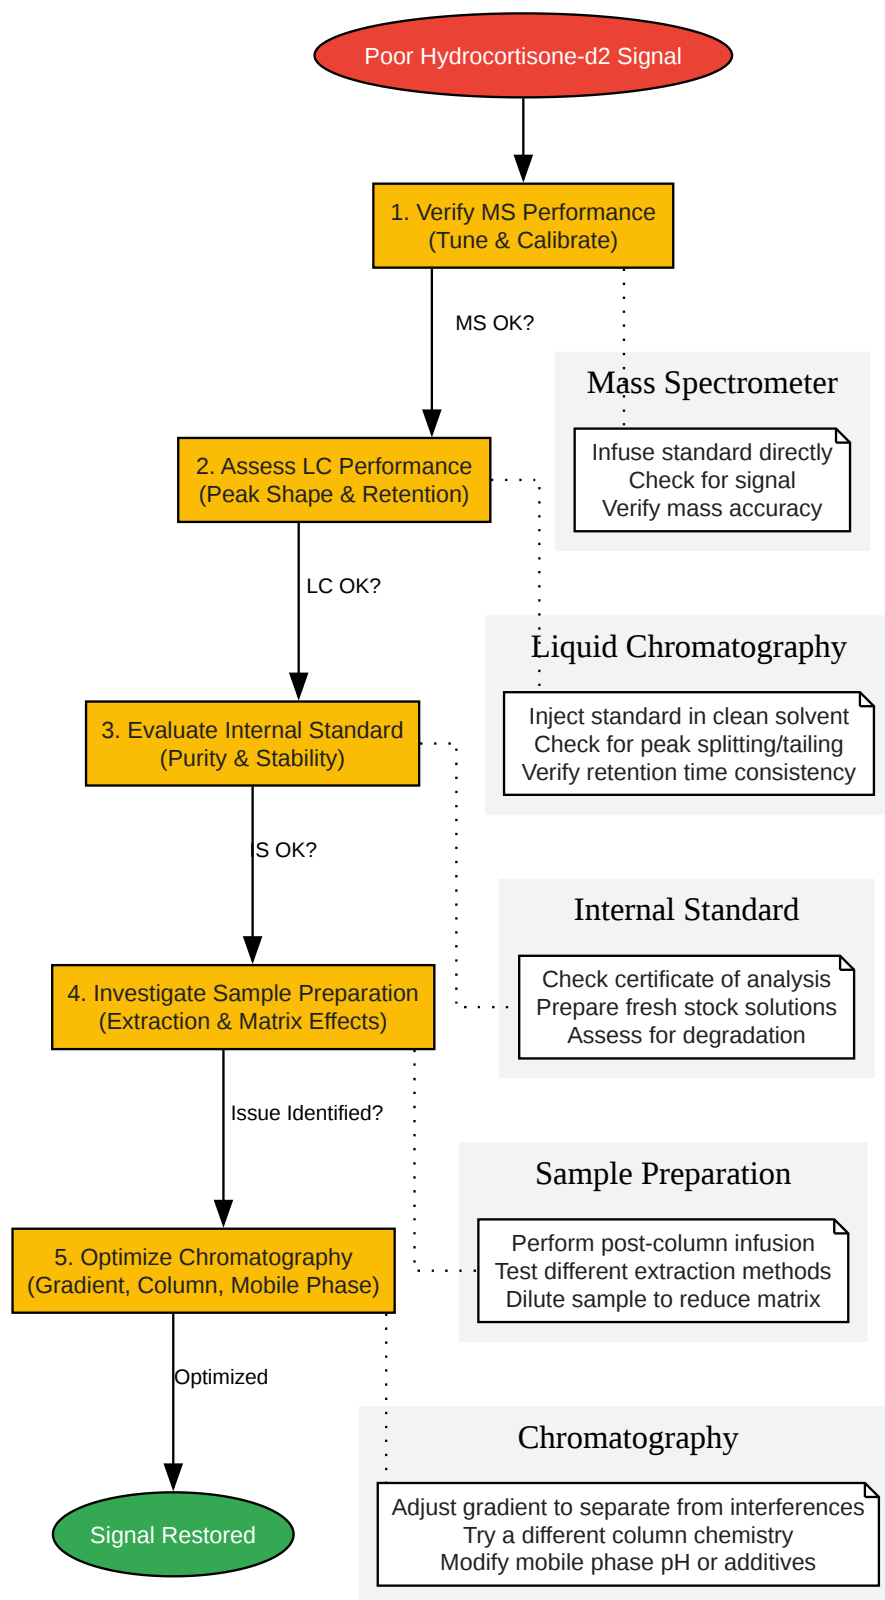 Poor Hydrocortisone-d2 Signal
1. Verify MS Performance
(Tune & Calibrate)
MS OK?
Mass Spectrometer
Infuse standard directly
Check for signal
Verify mass accuracy
2. Assess LC Performance
(Peak Shape & Retention)
LC OK?
Liquid Chromatography
Inject standard in clean solvent
Check for peak splitting/tailing
Verify retention time consistency
3. Evaluate Internal Standard
(Purity & Stability)
IS OK?
Internal Standard
Check certificate of analysis
Prepare fresh stock solutions
Assess for degradation
4. Investigate Sample Preparation
(Extraction & Matrix Effects)
Issue Identified?
Sample Preparation
Perform post-column infusion
Test different extraction methods
Dilute sample to reduce matrix
5. Optimize Chromatography
(Gradient, Column, Mobile Phase)
Optimized
Chromatography
Adjust gradient to separate from interferences
Try a different column chemistry
Modify mobile phase pH or additives
Signal Restored